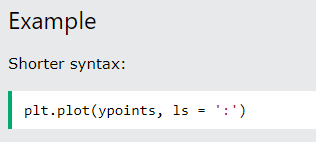 Example
Shorter syntax:
plt.plot(ypoints, ls = ':')